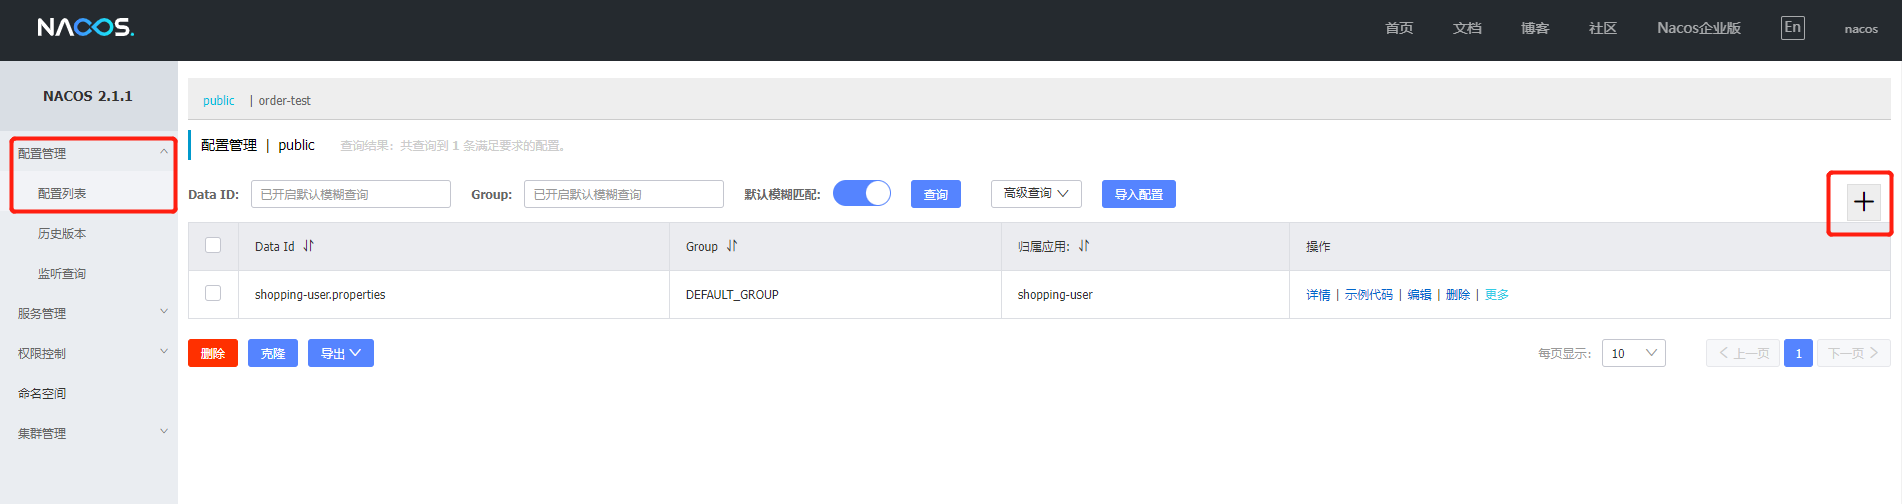 NACOS. 首页 文档 博客 社区 Nacos企业版 En nacos
NACOS 2.1.1
配置管理
配置列表
历史版本
监听查询
服务管理
权限控制
命名空间
集群管理
public | order-test
配置管理 | public 查询结果：共查询到 1 条满足要求的配置。
Data ID: 已开启默认模糊查询 Group: 已开启默认模糊查询 默认模糊匹配: 查询 高级查询 导入配置
Data Id Group 归属应用: 操作
shopping-user.properties DEFAULT_GROUP shopping-user 详情 | 示例代码 | 编辑 | 删除 | 更多
删除 克隆 导出 每页显示: 10 上一页 1 下一页